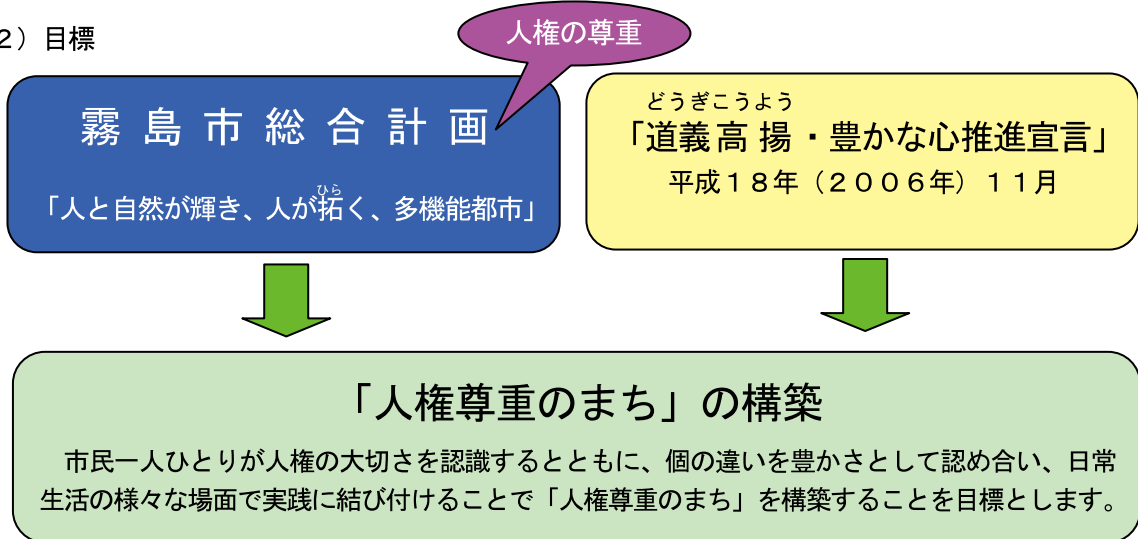 ２）目標
人権の尊重
霧島市総合計画
ひら
「人と自然が輝き、人が拓く、多機能都市」
どうぎこうよう
「道義高揚・豊かな心推進宣言」
平成１８年（２００６年）１１月
「人権尊重のまち」の構築
市民一人ひとりが人権の大切さを認識するとともに、個の違いを豊かさとして認め合い、日常
生活の様々な場面で実践に結び付けることで「人権尊重のまち」を構築することを目標とします。